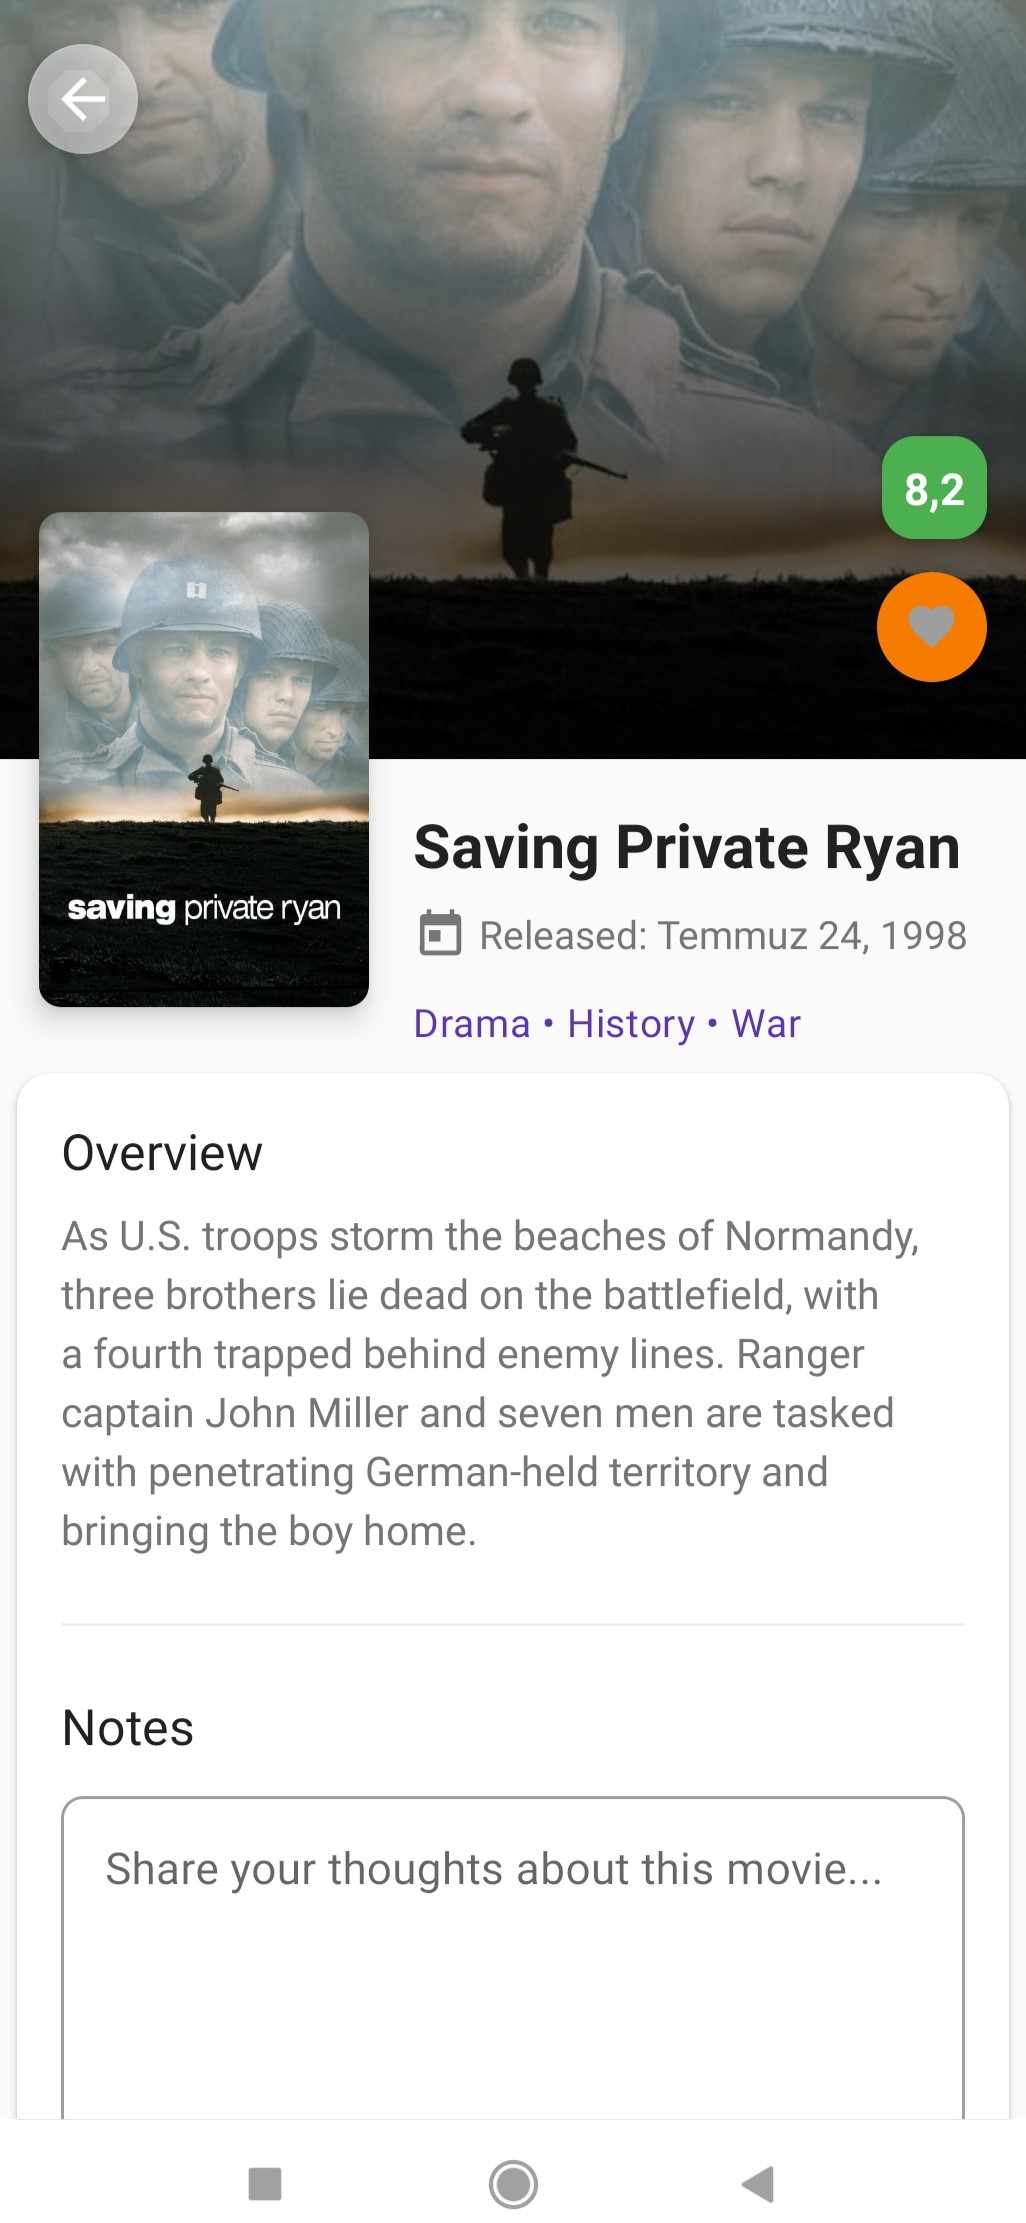 8,2
saving private ryan
Saving Private Ryan
Released: Temmuz 24, 1998
Drama • History • War
Overview
As U.S. troops storm the beaches of Normandy,
three brothers lie dead on the battlefield, with
a fourth trapped behind enemy lines. Ranger
captain John Miller and seven men are tasked
with penetrating German-held territory and
bringing the boy home.
Notes
Share your thoughts about this movie...